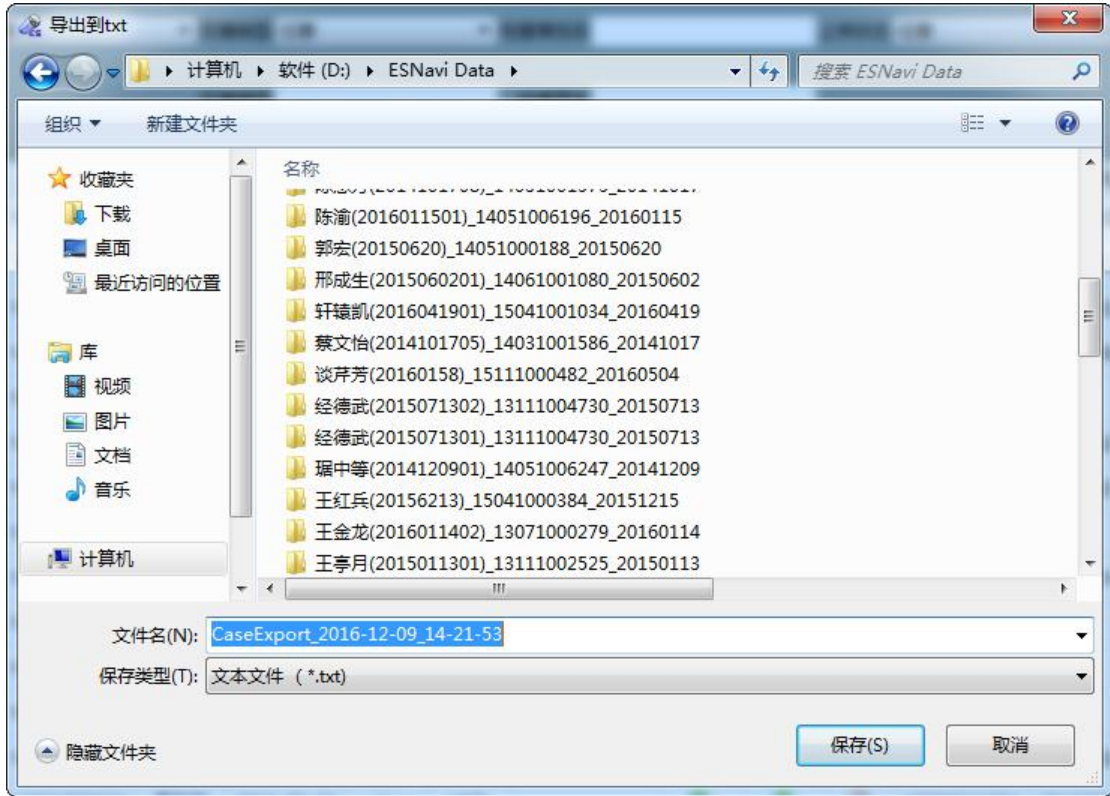 导出到txt
计算机 ▸ 软件 (D:) ▸ ESNavi Data ▸
搜索 ESNavi Data
组织 新建文件夹
收藏夹
下载
桌面
最近访问的位置
库
视频
图片
文档
音乐
计算机
名称
陈渝(2016011501)_14051006196_20160115
郭宏(20150620)_14051000188_20150620
邢成生(2015060201)_14061001080_20150602
轩辕凯(2016041901)_15041001034_20160419
蔡文怡(2014101705)_14031001586_20141017
谈芹芳(20160158)_15111000482_20160504
经德武(2015071302)_13111004730_20150713
经德武(2015071301)_13111004730_20150713
琚中等(2014120901)_14051006247_20141209
王红兵(20156213)_15041000384_20151215
王金龙(2016011402)_13071000279_20160114
王亭月(2015011301)_13111002525_20150113
文件名(N): CaseExport_2016-12-09_14-21-53
保存类型(T): 文本文件 (*.txt)
隐藏文件夹
保存(S)
取消